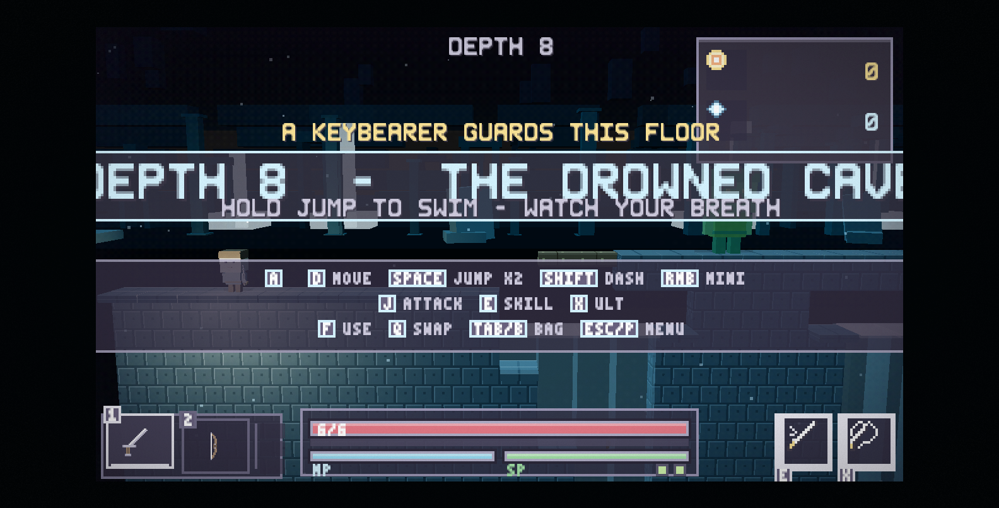 DEPTH 8
0
0
A KEYBEARER GUARDS THIS FLOOR
DEPTH 8 - THE DROWNED CAVE
HOLD JUMP TO SWIM - WATCH YOUR BREATH
A D MOVE SPACE JUMP X2 SHIFT DASH RMB MINI
J ATTACK E SKILL X ULT
F USE Q SWAP TAB/B BAG ESC/P MENU
1
2
6/6
MP
SP
E
X